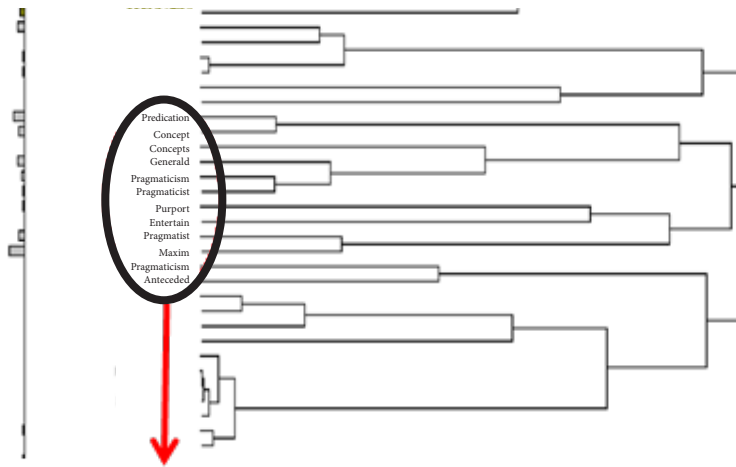 Predication
Concept
Concepts
Generald
Pragmaticism
Pragmaticist
Purport
Entertain
Pragmatist
Maxim
Pragmaticism
Anteceded